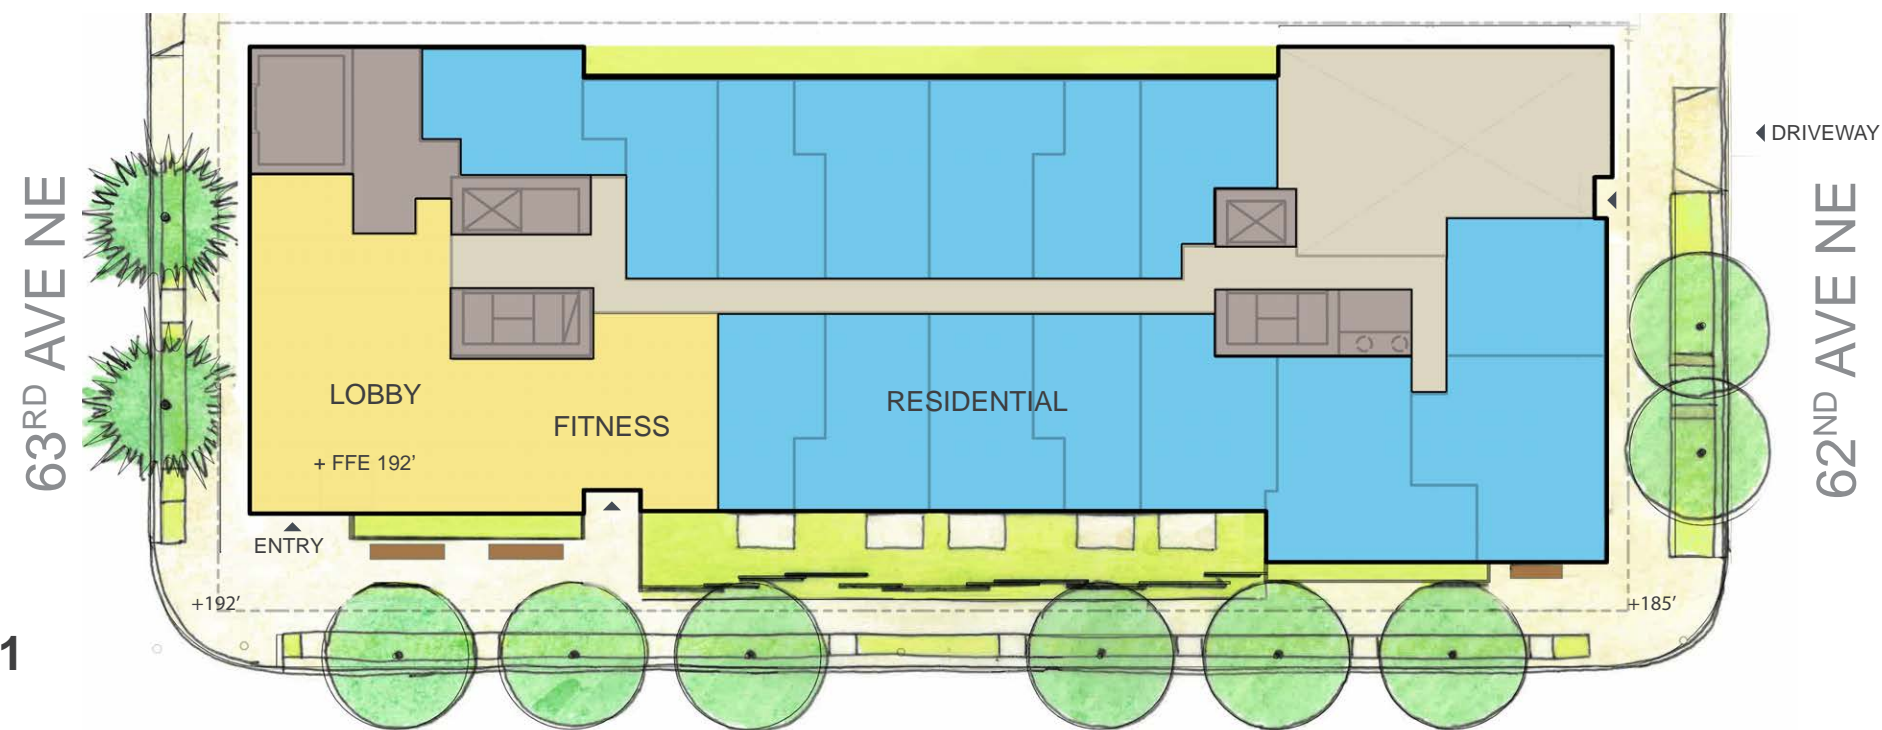 63RD AVE NE
DRIVEWAY
62ND AVE NE
LOBBY
RESIDENTIAL
FITNESS
+ FFE 192'
ENTRY
+192'
+185'
1